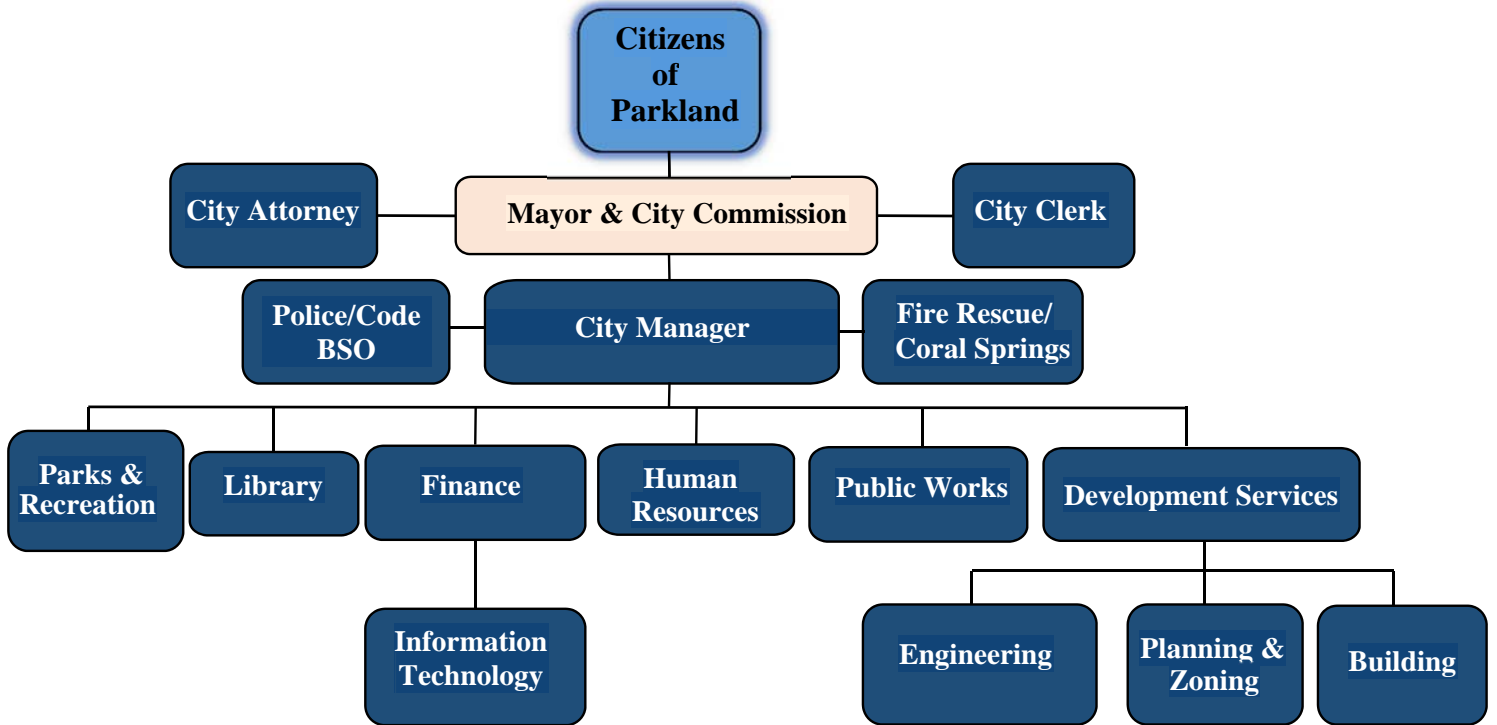 Citizens
of
Parkland
City Attorney
Mayor & City Commission
City Clerk
Police/Code
BSO
City Manager
Fire Rescue/
Coral Springs
Parks &
Recreation
Library
Finance
Human
Resources
Public Works
Development Services
Information
Technology
Engineering
Planning &
Zoning
Building